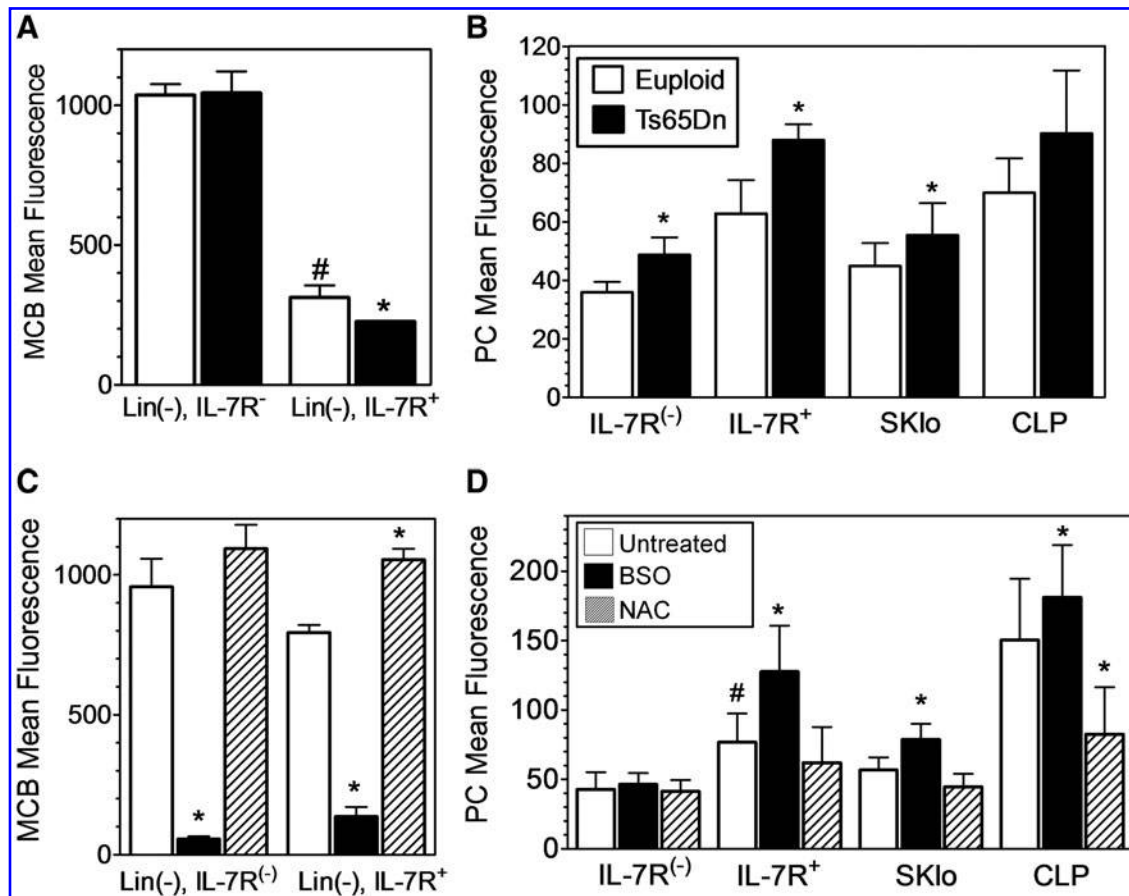 A
MCB Mean Fluorescence
1000
500
0
#
*
Lin(-), IL-7R⁻
Lin(-), IL-7R⁺
B
PC Mean Fluorescence
120
100
80
60
40
20
0
Euploid
Ts65Dn
*
*
*
IL-7R⁽⁻⁾
IL-7R⁺
SKlo
CLP
C
MCB Mean Fluorescence
1000
500
0
*
*
*
Lin(-), IL-7R⁽⁻⁾
Lin(-), IL-7R⁺
D
PC Mean Fluorescence
200
150
100
50
0
Untreated
BSO
NAC
#
*
*
*
*
IL-7R⁽⁻⁾
IL-7R⁺
SKlo
CLP